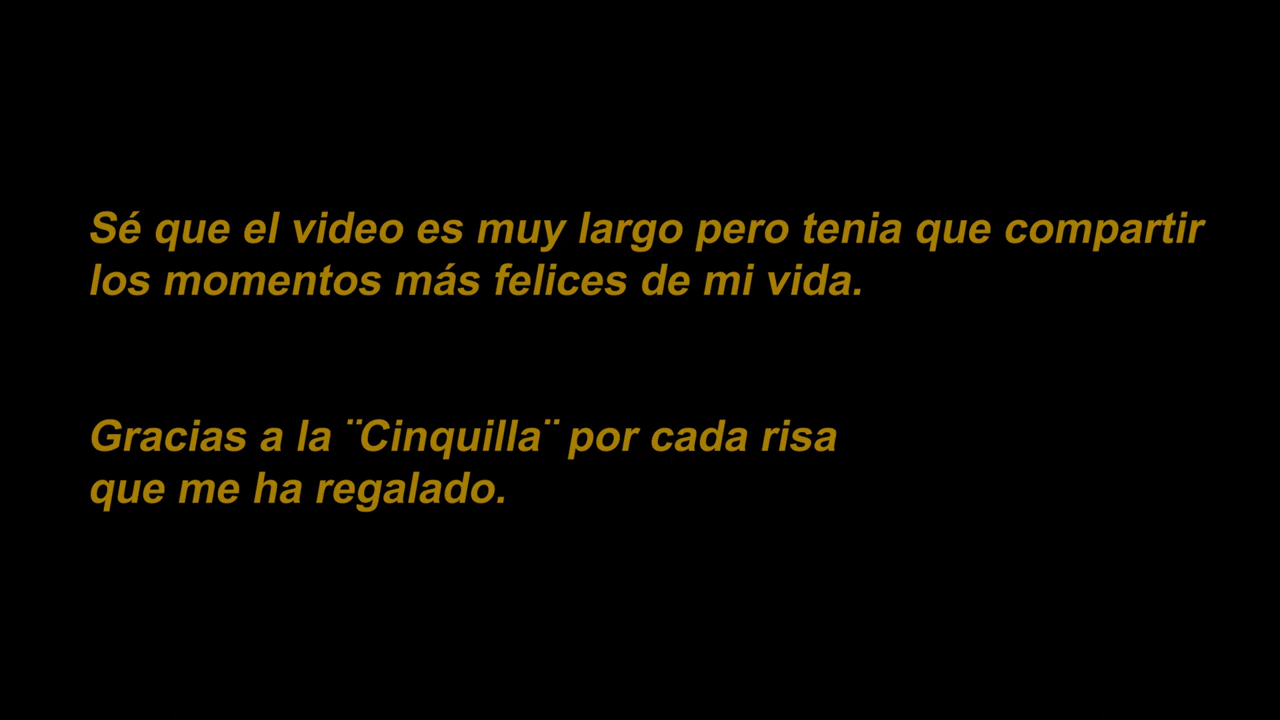 Sé que el video es muy largo pero tenia que compartir
los momentos más felices de mi vida.
Gracias a la ¨Cinquilla¨ por cada risa
que me ha regalado.